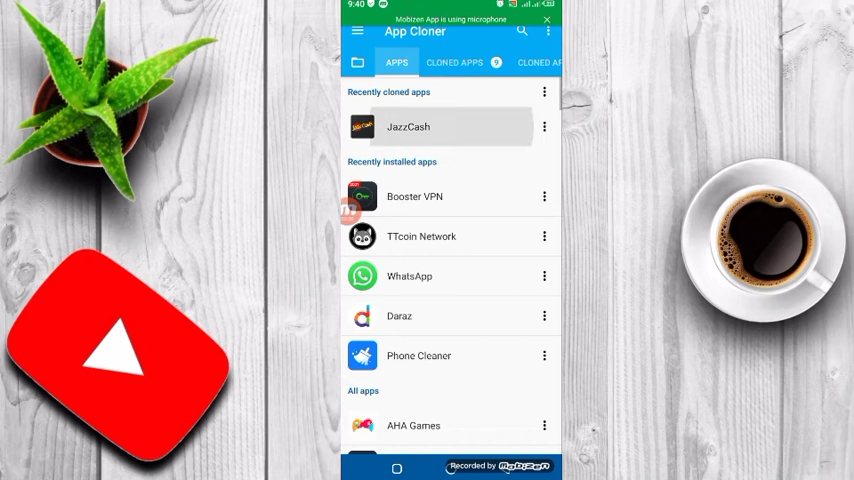 9:40
Mobizen App is using microphone
App Cloner
APPS
CLONED APPS 9
CLONED AP
Recently cloned apps
JazzCash
Recently installed apps
Booster VPN
TTcoin Network
WhatsApp
Daraz
Phone Cleaner
All apps
AHA Games
Recorded by mobizen